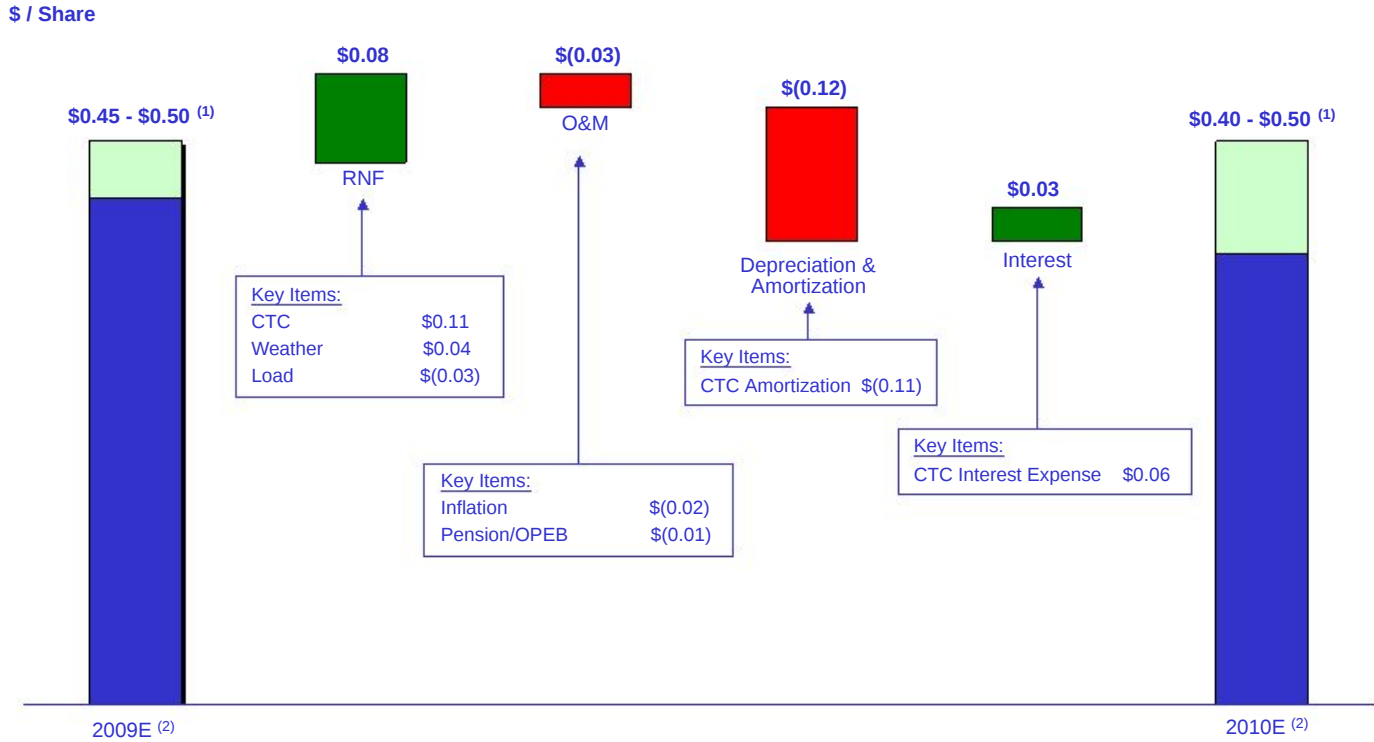 $ / Share
$0.45 - $0.50 (1)
$0.08
RNF
Key Items:
CTC $0.11
Weather $0.04
Load $(0.03)
$(0.03)
O&M
Key Items:
Inflation $(0.02)
Pension/OPEB $(0.01)
$(0.12)
Depreciation &
Amortization
Key Items:
CTC Amortization $(0.11)
$0.03
Interest
Key Items:
CTC Interest Expense $0.06
$0.40 - $0.50 (1)
2009E (2)
2010E (2)